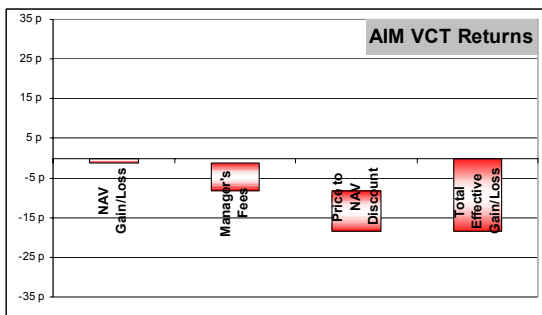 AIM VCT Returns
35 p
25 p
15 p
5 p
-5 p
-15 p
-25 p
-35 p
NAV
Gain/Loss
Manager's
Fees
Price to
NAV
Discount
Total
Effective
Gain/Loss